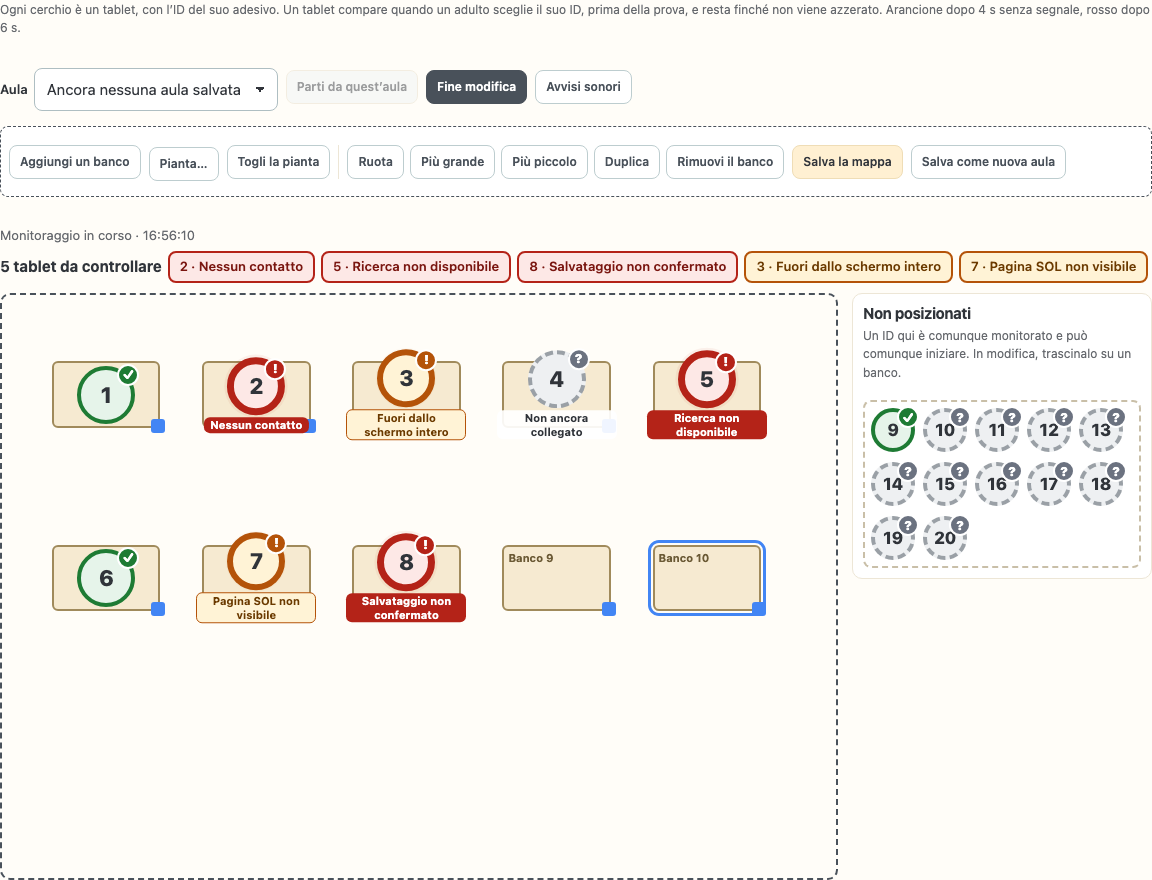 Ogni cerchio è un tablet, con l’ID del suo adesivo. Un tablet compare quando un adulto sceglie il suo ID, prima della prova, e resta finché non viene azzerato. Arancione dopo 4 s senza segnale, rosso dopo
6 s.
Aula
Ancora nessuna aula salvata
Parti da quest’aula
Fine modifica
Avvisi sonori
Aggiungi un banco
Pianta…
Togli la pianta
Ruota
Più grande
Più piccolo
Duplica
Rimuovi il banco
Salva la mappa
Salva come nuova aula
Monitoraggio in corso · 16:56:10
5 tablet da controllare
2 · Nessun contatto
5 · Ricerca non disponibile
8 · Salvataggio non confermato
3 · Fuori dallo schermo intero
7 · Pagina SOL non visibile
1
2 !
Nessun contatto
3 !
Fuori dallo
schermo intero
4 ?
Non ancora
collegato
5 !
Ricerca non
disponibile
6
7 !
Pagina SOL non
visibile
8 !
Salvataggio non
confermato
Banco 9
Banco 10
Non posizionati
Un ID qui è comunque monitorato e può
comunque iniziare. In modifica, trascinalo su un
banco.
9
10 ?
11 ?
12 ?
13 ?
14 ?
15 ?
16 ?
17 ?
18 ?
19 ?
20 ?